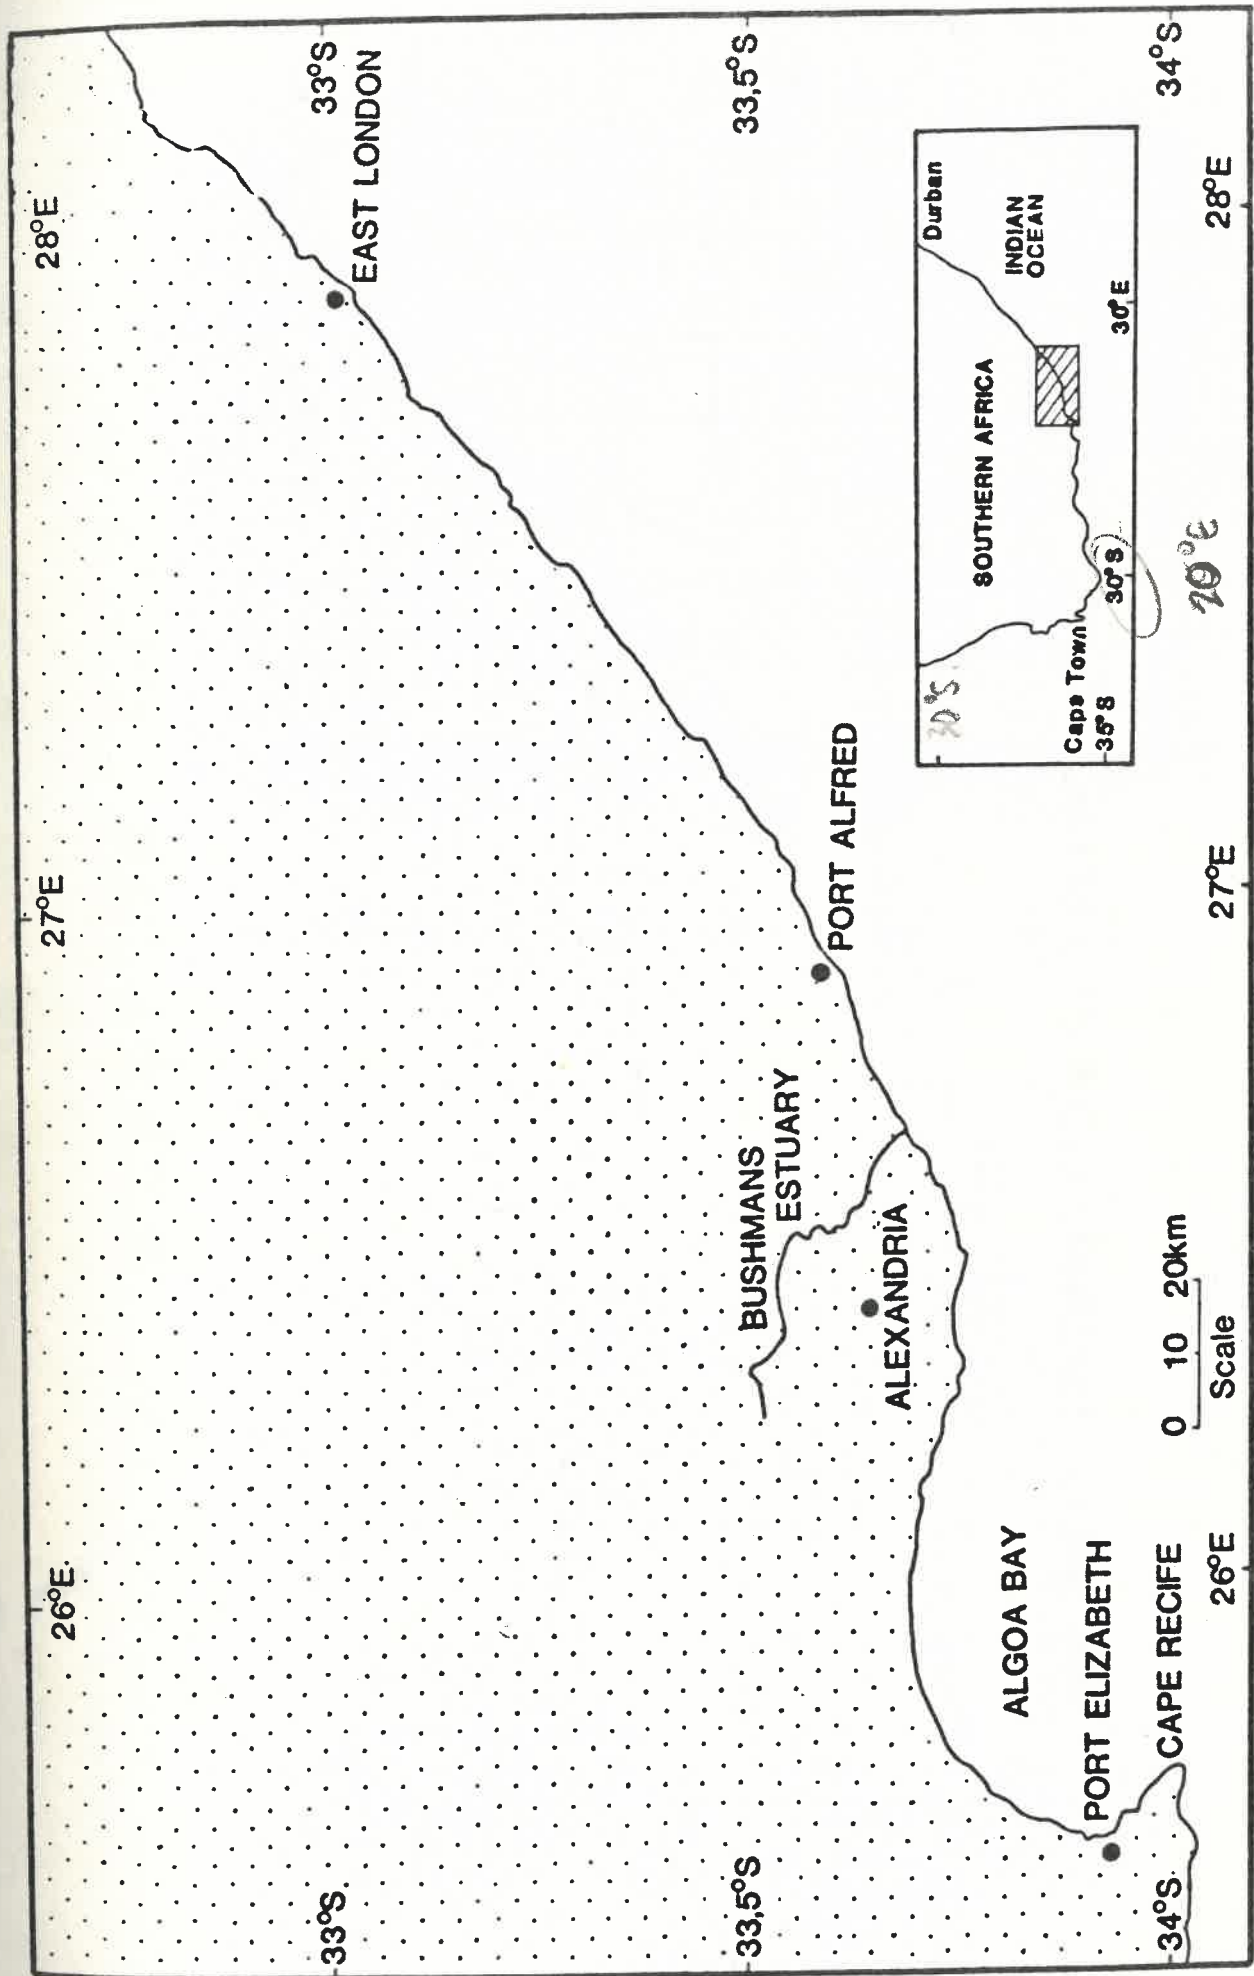 26°E
27°E
28°E
33°S
33°S
EAST LONDON
33,5°S
33,5°S
BUSHMANS
ESTUARY
PORT ALFRED
ALEXANDRIA
ALGOA BAY
PORT ELIZABETH
CAPE RECIFE
34°S
34°S
0 10 20km
Scale
26°E
27°E
28°E
30°S
Durban
SOUTHERN AFRICA
INDIAN
OCEAN
Cape Town
35°S
30°S
30°E
20°E